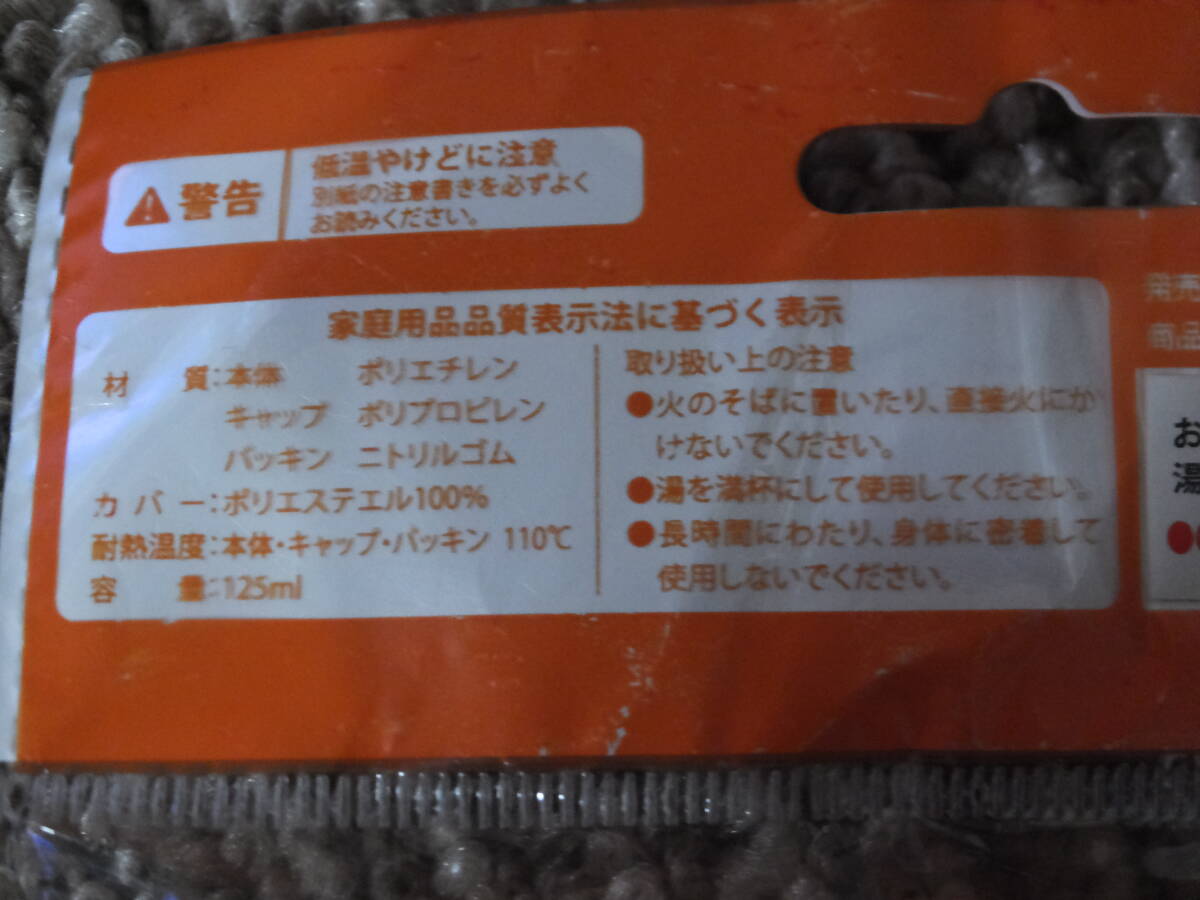 警告
低温やけどに注意
別紙の注意書きを必ずよく
お読みください。
家庭用品品質表示法に基づく表示
材 質:本体 ポリエチレン
キャップ ポリプロピレン
パッキン ニトリルゴム
カバー:ポリエステエル100%
耐熱温度:本体・キャップ・パッキン 110℃
容 量:125ml
取り扱い上の注意
●火のそばに置いたり、直接火にか
けないでください。
●湯を満杯にして使用してください。
●長時間にわたり、身体に密着して
使用しないでください。
発売
商品
お
湯